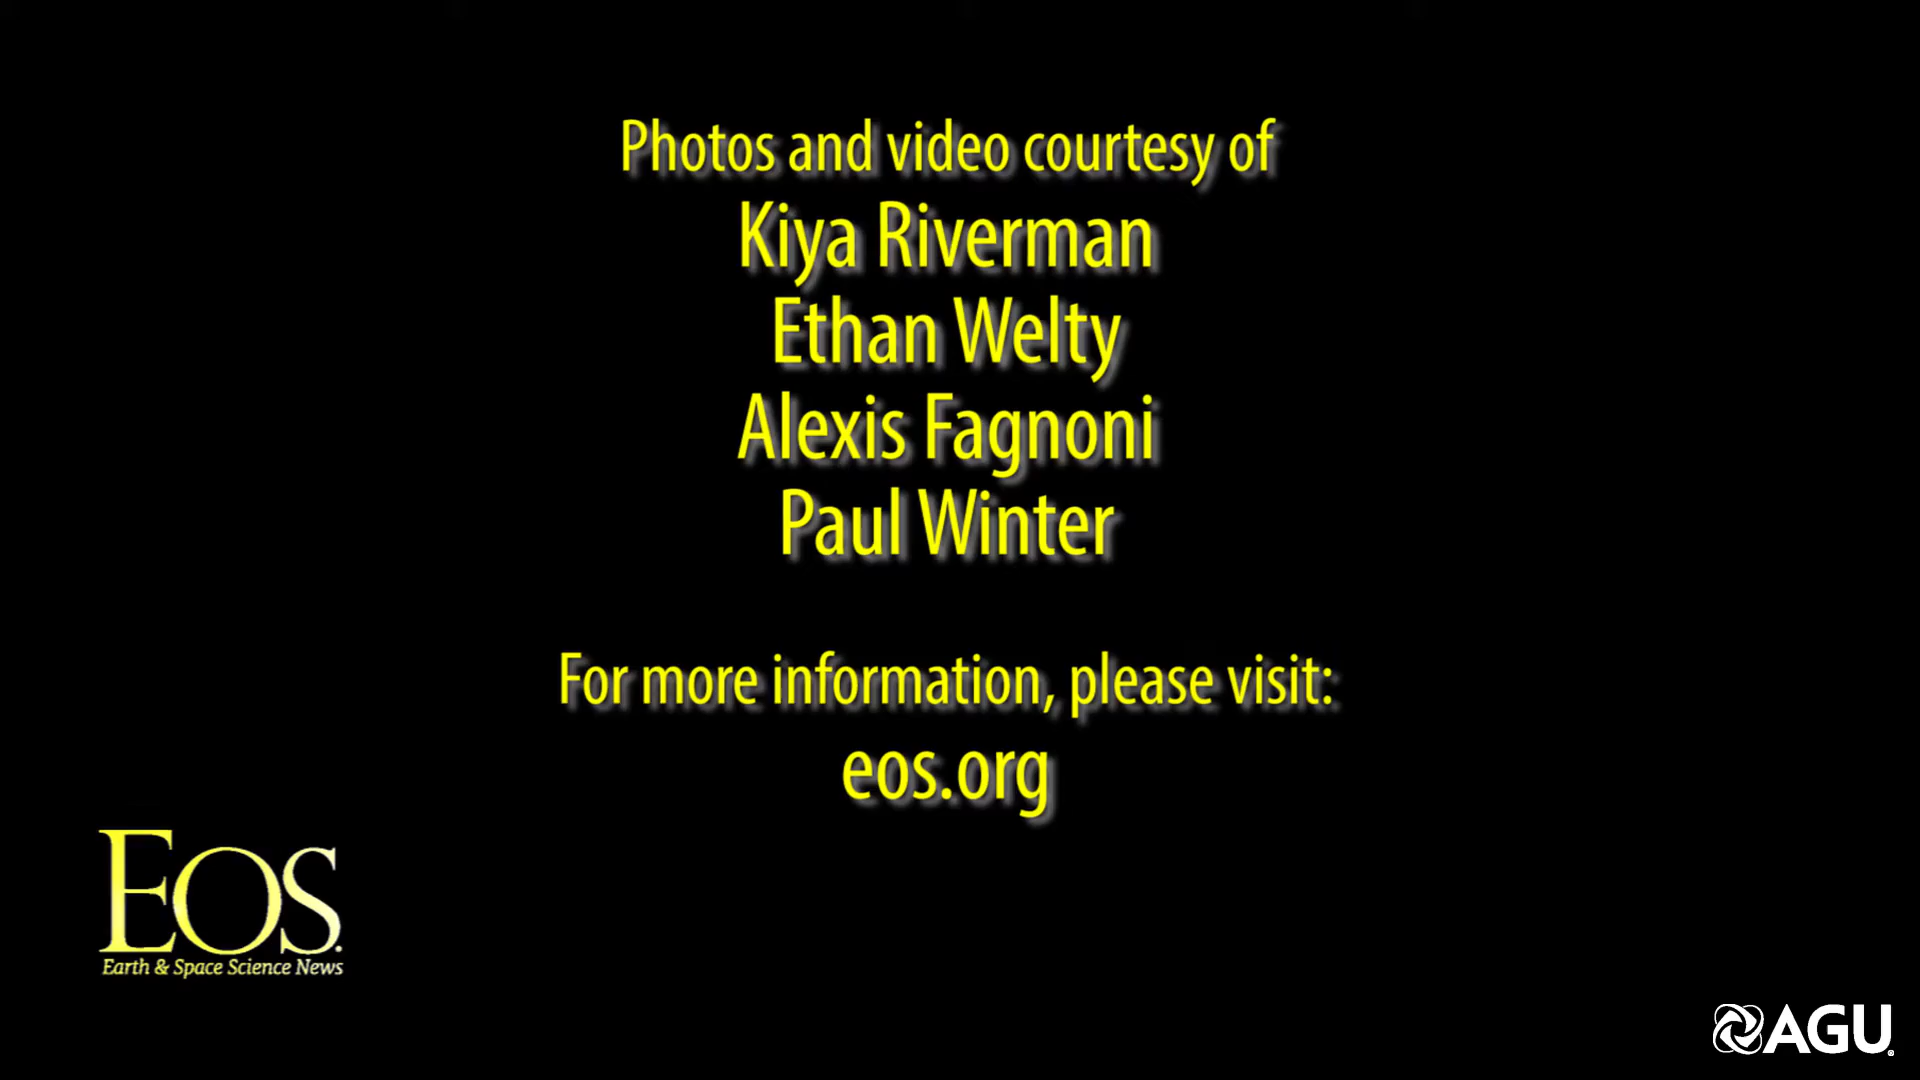 Photos and video courtesy of
Kiya Riverman
Ethan Welty
Alexis Fagnoni
Paul Winter
For more information, please visit:
eos.org
EOS.
Earth & Space Science News
AGU